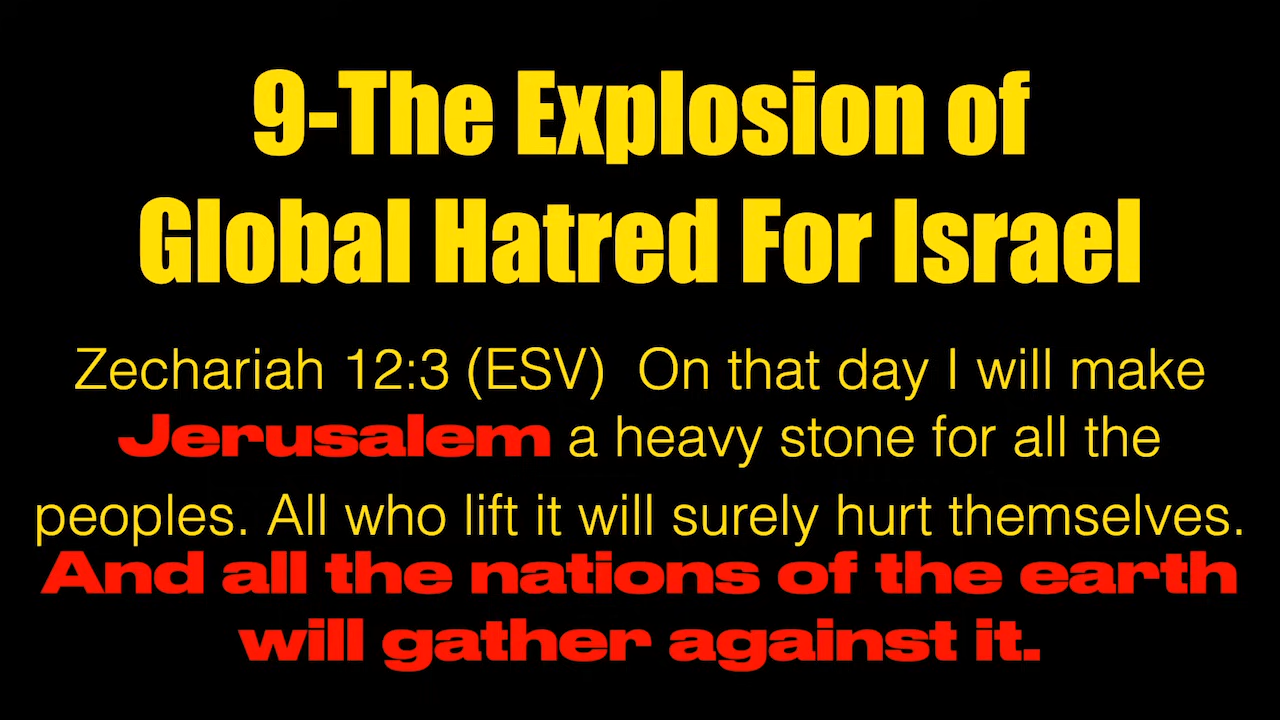 9-The Explosion of
Global Hatred For Israel
Zechariah 12:3 (ESV)  On that day I will make
Jerusalem a heavy stone for all the
peoples. All who lift it will surely hurt themselves.
And all the nations of the earth
will gather against it.